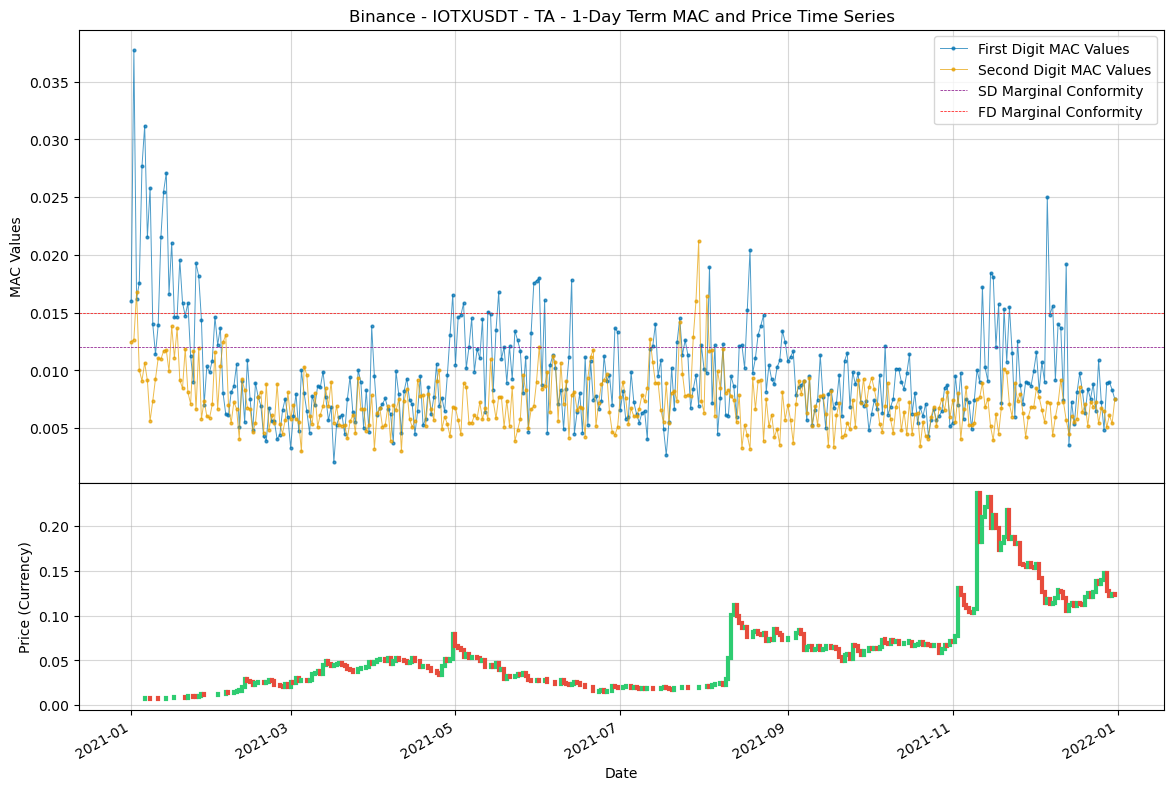 Binance - IOTXUSDT - TA - 1-Day Term MAC and Price Time Series
First Digit MAC Values
Second Digit MAC Values
SD Marginal Conformity
FD Marginal Conformity
MAC Values
0.035
0.030
0.025
0.020
0.015
0.010
0.005
Price (Currency)
0.20
0.15
0.10
0.05
0.00
2021-01
2021-03
2021-05
2021-07
2021-09
2021-11
2022-01
Date